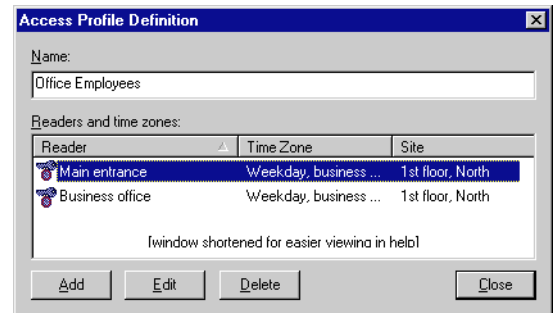 Access Profile Definition
Name:
Office Employees
Readers and time zones:
Reader Time Zone Site
Main entrance Weekday, business ... 1st floor, North
Business office Weekday, business ... 1st floor, North
[window shortened for easier viewing in help]
Add Edit Delete Close